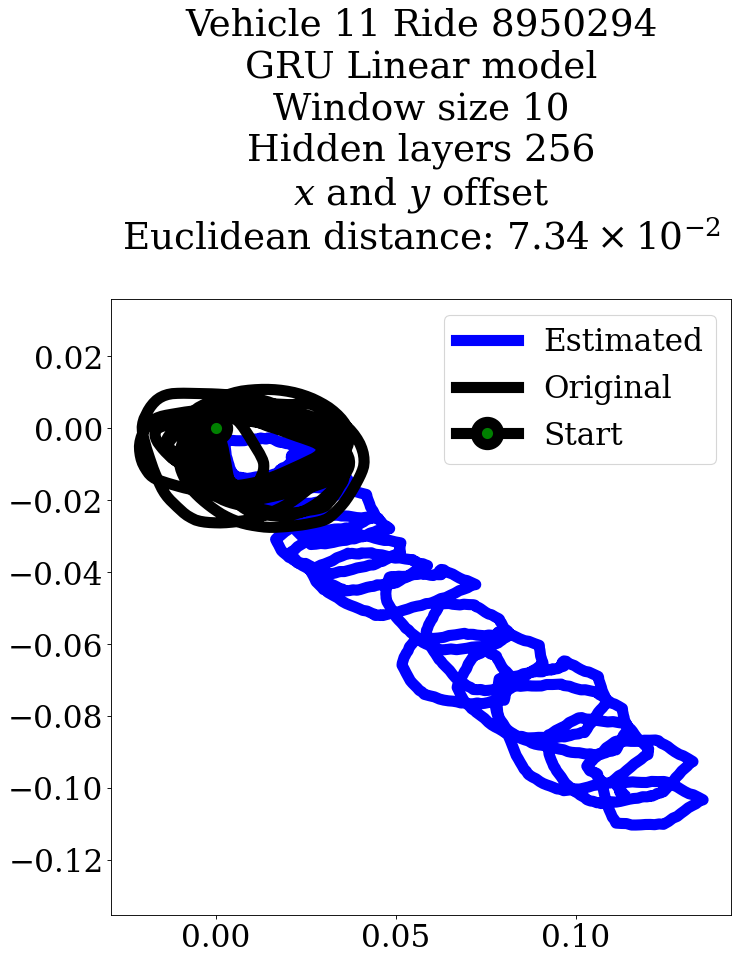 Vehicle 11 Ride 8950294
GRU Linear model
Window size 10
Hidden layers 256
x and y offset
Euclidean distance: 7.34 × 10⁻²
Estimated
Original
Start
0.02
0.00
−0.02
−0.04
−0.06
−0.08
−0.10
−0.12
0.00 0.05 0.10